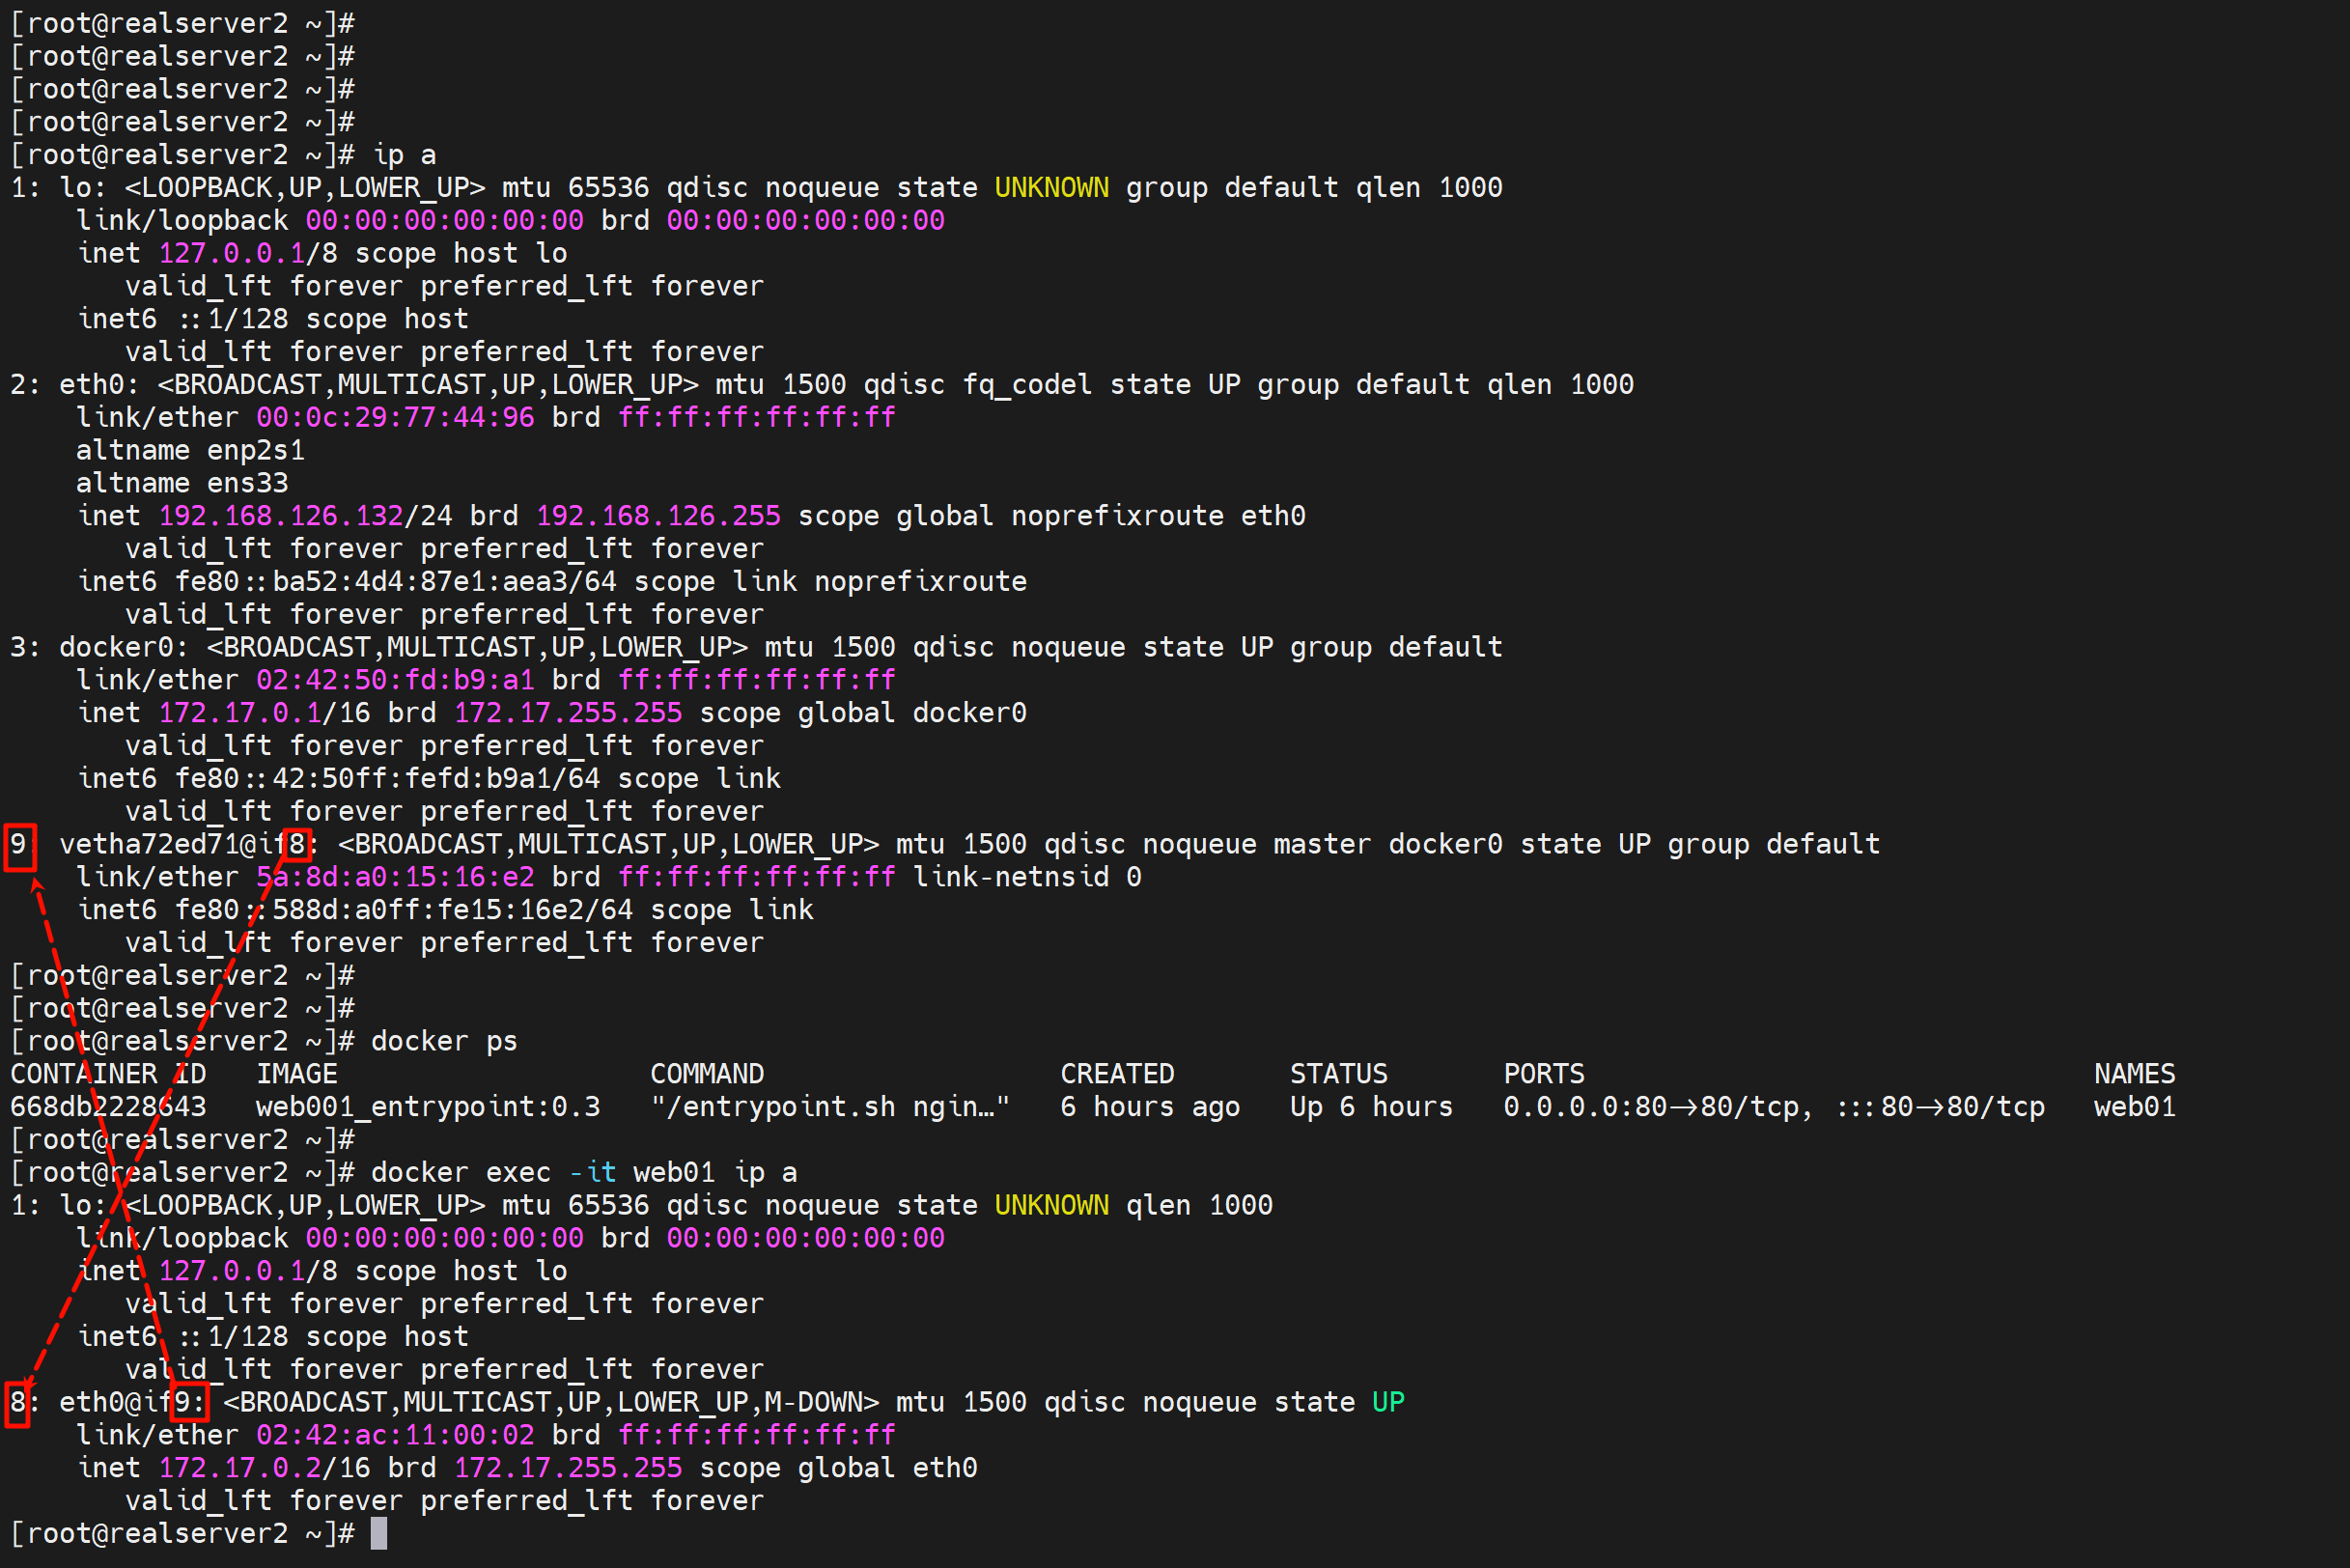 [root@realserver2 ~]#
[root@realserver2 ~]#
[root@realserver2 ~]#
[root@realserver2 ~]#
[root@realserver2 ~]# ip a
1: lo: <LOOPBACK,UP,LOWER_UP> mtu 65536 qdisc noqueue state UNKNOWN group default qlen 1000
    link/loopback 00:00:00:00:00:00 brd 00:00:00:00:00:00
    inet 127.0.0.1/8 scope host lo
       valid_lft forever preferred_lft forever
    inet6 ::1/128 scope host
       valid_lft forever preferred_lft forever
2: eth0: <BROADCAST,MULTICAST,UP,LOWER_UP> mtu 1500 qdisc fq_codel state UP group default qlen 1000
    link/ether 00:0c:29:77:44:96 brd ff:ff:ff:ff:ff:ff
    altname enp2s1
    altname ens33
    inet 192.168.126.132/24 brd 192.168.126.255 scope global noprefixroute eth0
       valid_lft forever preferred_lft forever
    inet6 fe80::ba52:4d4:87e1:aea3/64 scope link noprefixroute
       valid_lft forever preferred_lft forever
3: docker0: <BROADCAST,MULTICAST,UP,LOWER_UP> mtu 1500 qdisc noqueue state UP group default
    link/ether 02:42:50:fd:b9:a1 brd ff:ff:ff:ff:ff:ff
    inet 172.17.0.1/16 brd 172.17.255.255 scope global docker0
       valid_lft forever preferred_lft forever
    inet6 fe80::42:50ff:fefd:b9a1/64 scope link
       valid_lft forever preferred_lft forever
9: vetha72ed71@if8: <BROADCAST,MULTICAST,UP,LOWER_UP> mtu 1500 qdisc noqueue master docker0 state UP group default
    link/ether 5a:8d:a0:15:16:e2 brd ff:ff:ff:ff:ff:ff link-netnsid 0
    inet6 fe80::588d:a0ff:fe15:16e2/64 scope link
       valid_lft forever preferred_lft forever
[root@realserver2 ~]#
[root@realserver2 ~]#
[root@realserver2 ~]# docker ps
CONTAINER ID   IMAGE                   COMMAND                  CREATED       STATUS       PORTS                               NAMES
668db2228643   web001_entrypoint:0.3   "/entrypoint.sh ngin…"   6 hours ago   Up 6 hours   0.0.0.0:80->80/tcp, :::80->80/tcp   web01
[root@realserver2 ~]#
[root@realserver2 ~]# docker exec -it web01 ip a
1: lo: <LOOPBACK,UP,LOWER_UP> mtu 65536 qdisc noqueue state UNKNOWN qlen 1000
    link/loopback 00:00:00:00:00:00 brd 00:00:00:00:00:00
    inet 127.0.0.1/8 scope host lo
       valid_lft forever preferred_lft forever
    inet6 ::1/128 scope host
       valid_lft forever preferred_lft forever
8: eth0@if9: <BROADCAST,MULTICAST,UP,LOWER_UP,M-DOWN> mtu 1500 qdisc noqueue state UP
    link/ether 02:42:ac:11:00:02 brd ff:ff:ff:ff:ff:ff
    inet 172.17.0.2/16 brd 172.17.255.255 scope global eth0
       valid_lft forever preferred_lft forever
[root@realserver2 ~]#